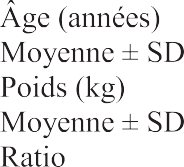 Âge (années)
Moyenne ± SD
Poids (kg)
Moyenne ± SD
Ratio